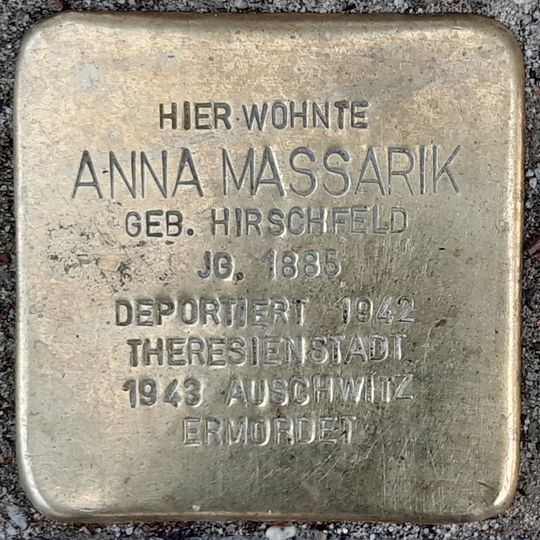 HIER WOHNTE
ANNA MASSARIK
GEB. HIRSCHFELD
JG. 1885
DEPORTIERT 1942
THERESIENSTADT
1943 AUSCHWITZ
ERMORDET